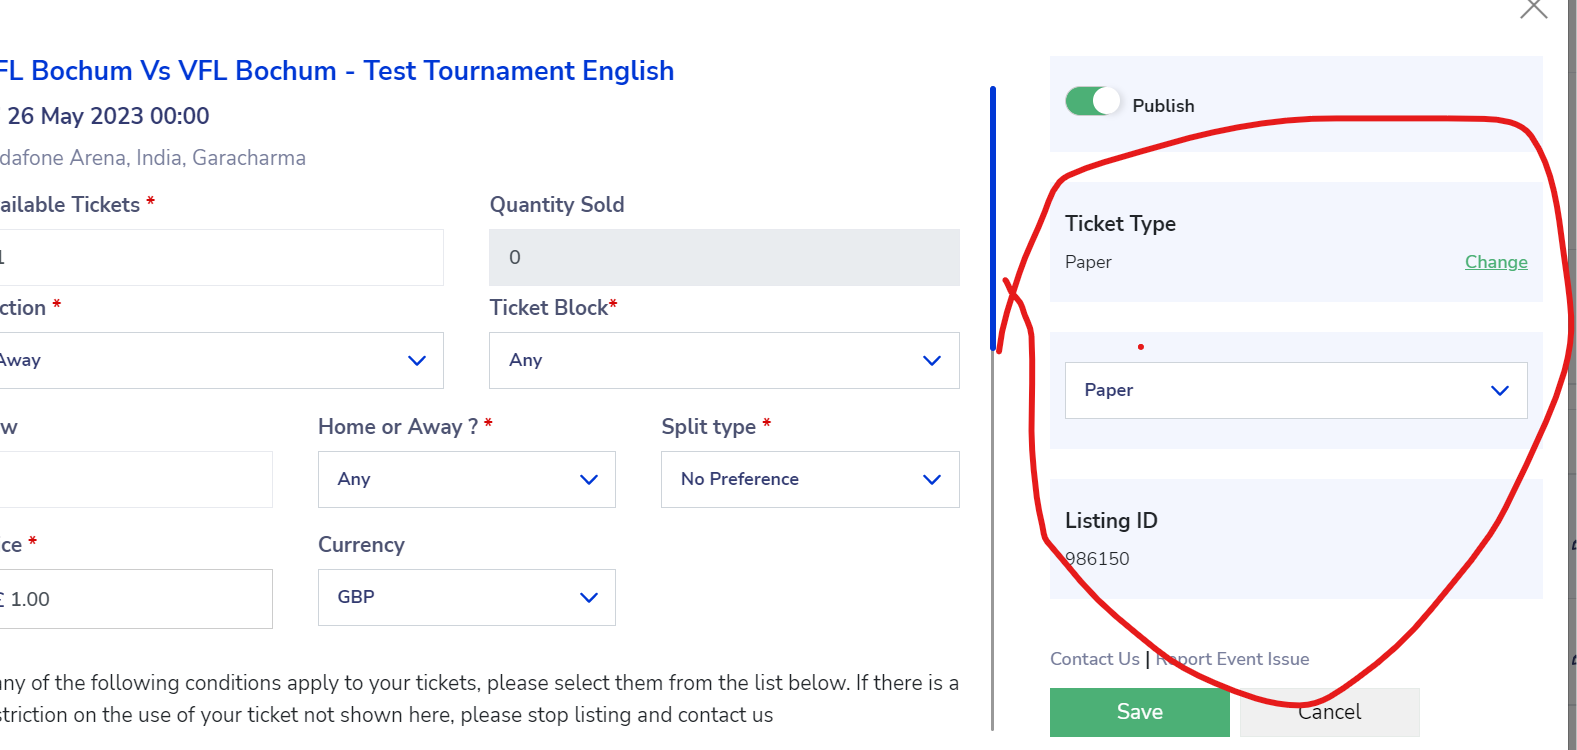 FL Bochum Vs VFL Bochum - Test Tournament English
26 May 2023 00:00
dafone Arena, India, Garacharma
ailable Tickets *
Quantity Sold
1
0
ction *
Ticket Block*
Away
Any
w
Home or Away ? *
Split type *
Any
No Preference
ce *
Currency
£ 1.00
GBP
any of the following conditions apply to your tickets, please select them from the list below. If there is a
striction on the use of your ticket not shown here, please stop listing and contact us
Publish
Ticket Type
Paper
Change
Paper
Listing ID
986150
Contact Us | Report Event Issue
Save
Cancel